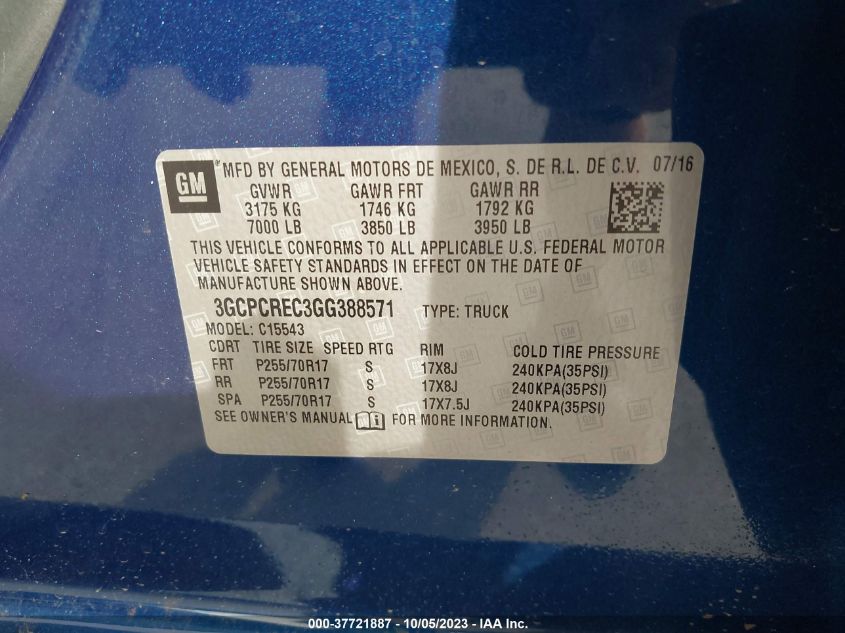 GM *MFD BY GENERAL MOTORS DE MEXICO, S. DE R.L. DE C.V. 07/16
GVWR GAWR FRT GAWR RR
3175 KG 1746 KG 1792 KG
7000 LB 3850 LB 3950 LB
THIS VEHICLE CONFORMS TO ALL APPLICABLE U.S. FEDERAL MOTOR
VEHICLE SAFETY STANDARDS IN EFFECT ON THE DATE OF
MANUFACTURE SHOWN ABOVE.
3GCPCREC3GG388571 TYPE: TRUCK
MODEL: C15543
CDRT TIRE SIZE SPEED RTG RIM COLD TIRE PRESSURE
FRT P255/70R17 S 17X8J 240KPA(35PSI)
RR P255/70R17 S 17X8J 240KPA(35PSI)
SPA P255/70R17 S 17X7.5J 240KPA(35PSI)
SEE OWNER'S MANUAL FOR MORE INFORMATION.
000-37721887 - 10/05/2023 - IAA Inc.